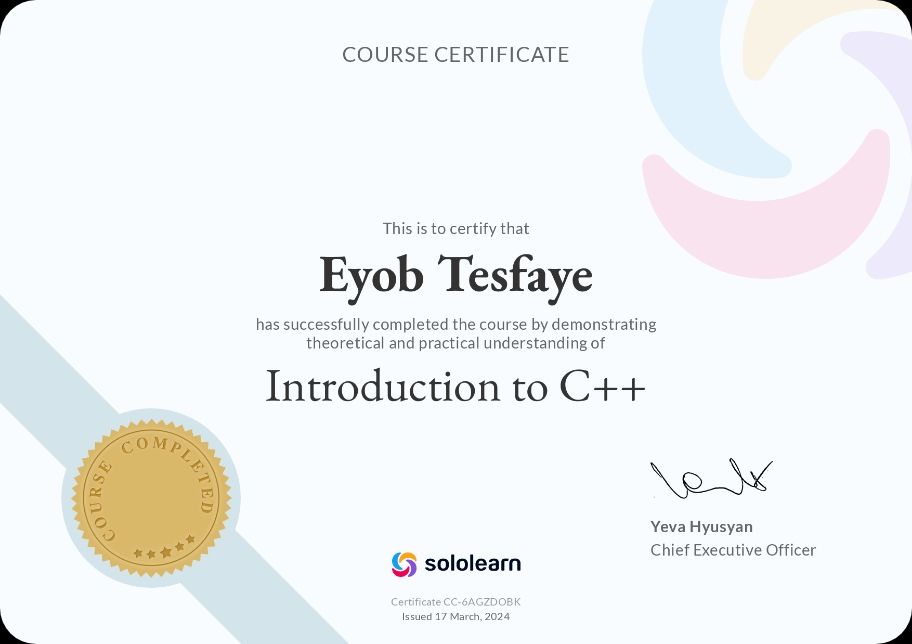 COURSE CERTIFICATE
This is to certify that
Eyob Tesfaye
has successfully completed the course by demonstrating
theoretical and practical understanding of
Introduction to C++
COURSE COMPLETED
Yeva Hyusyan
Chief Executive Officer
sololearn
Certificate CC-6AGZDOBK
Issued 17 March, 2024